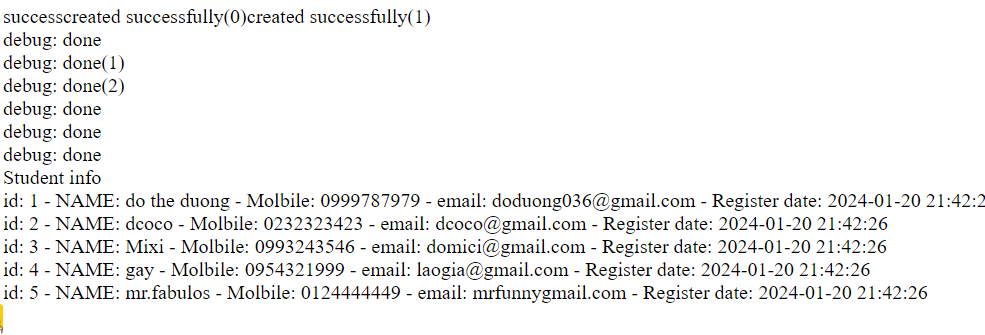 successcreated successfully(0)created successfully(1)
debug: done
debug: done(1)
debug: done(2)
debug: done
debug: done
debug: done
Student info
id: 1 - NAME: do the duong - Molbile: 0999787979 - email: doduong036@gmail.com - Register date: 2024-01-20 21:42:2
id: 2 - NAME: dcoco - Molbile: 0232323423 - email: dcoco@gmail.com - Register date: 2024-01-20 21:42:26
id: 3 - NAME: Mixi - Molbile: 0993243546 - email: domici@gmail.com - Register date: 2024-01-20 21:42:26
id: 4 - NAME: gay - Molbile: 0954321999 - email: laogia@gmail.com - Register date: 2024-01-20 21:42:26
id: 5 - NAME: mr.fabulos - Molbile: 0124444449 - email: mrfunnygmail.com - Register date: 2024-01-20 21:42:26